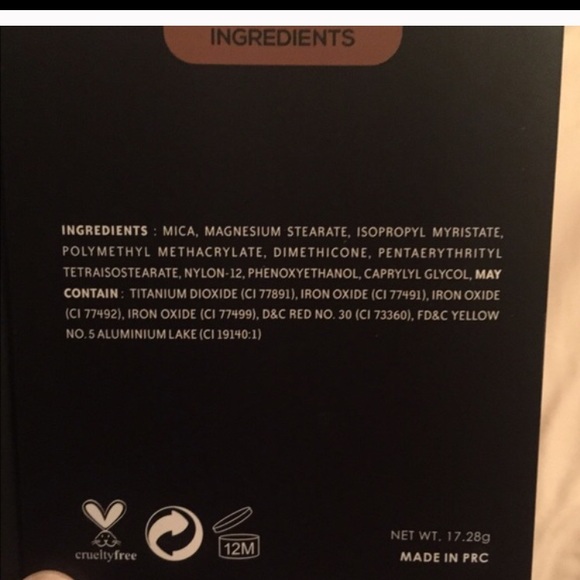 INGREDIENTS
INGREDIENTS : MICA, MAGNESIUM STEARATE, ISOPROPYL MYRISTATE,
POLYMETHYL METHACRYLATE, DIMETHICONE, PENTAERYTHRITYL
TETRAISOSTEARATE, NYLON-12, PHENOXYETHANOL, CAPRYLYL GLYCOL, MAY
CONTAIN : TITANIUM DIOXIDE (CI 77891), IRON OXIDE (CI 77491), IRON OXIDE
(CI 77492), IRON OXIDE (CI 77499), D&C RED NO. 30 (CI 73360), FD&C YELLOW
NO. 5 ALUMINIUM LAKE (CI 19140:1)
crueltyfree
12M
NET WT. 17.28g
MADE IN PRC